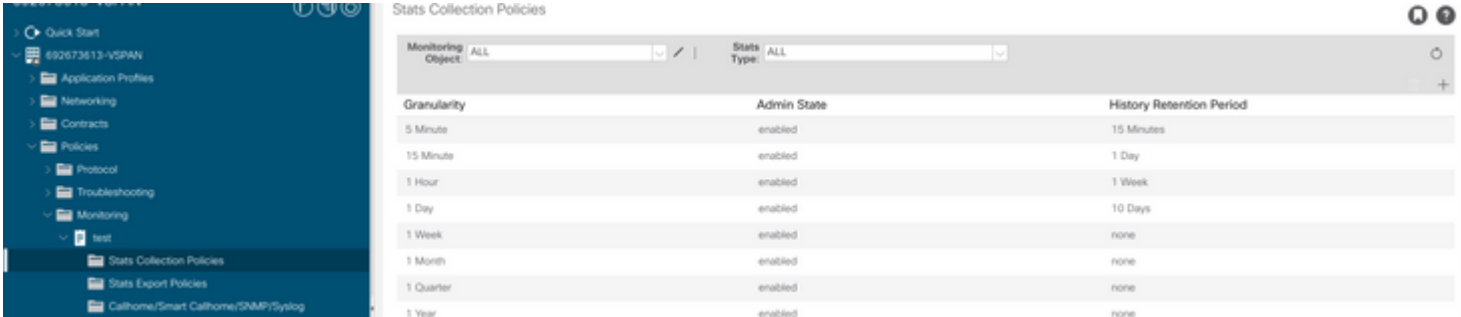 Quick Start
692673613-VSPAN
Application Profiles
Networking
Contracts
Policies
Protocol
Troubleshooting
Monitoring
test
Stats Collection Policies
Stats Export Policies
Callhome/Smart Callhome/SNMP/Syslog
Stats Collection Policies
Monitoring Object: ALL
Stats Type: ALL
Granularity Admin State History Retention Period
5 Minute enabled 15 Minutes
15 Minute enabled 1 Day
1 Hour enabled 1 Week
1 Day enabled 10 Days
1 Week enabled none
1 Month enabled none
1 Quarter enabled none
1 Year enabled none